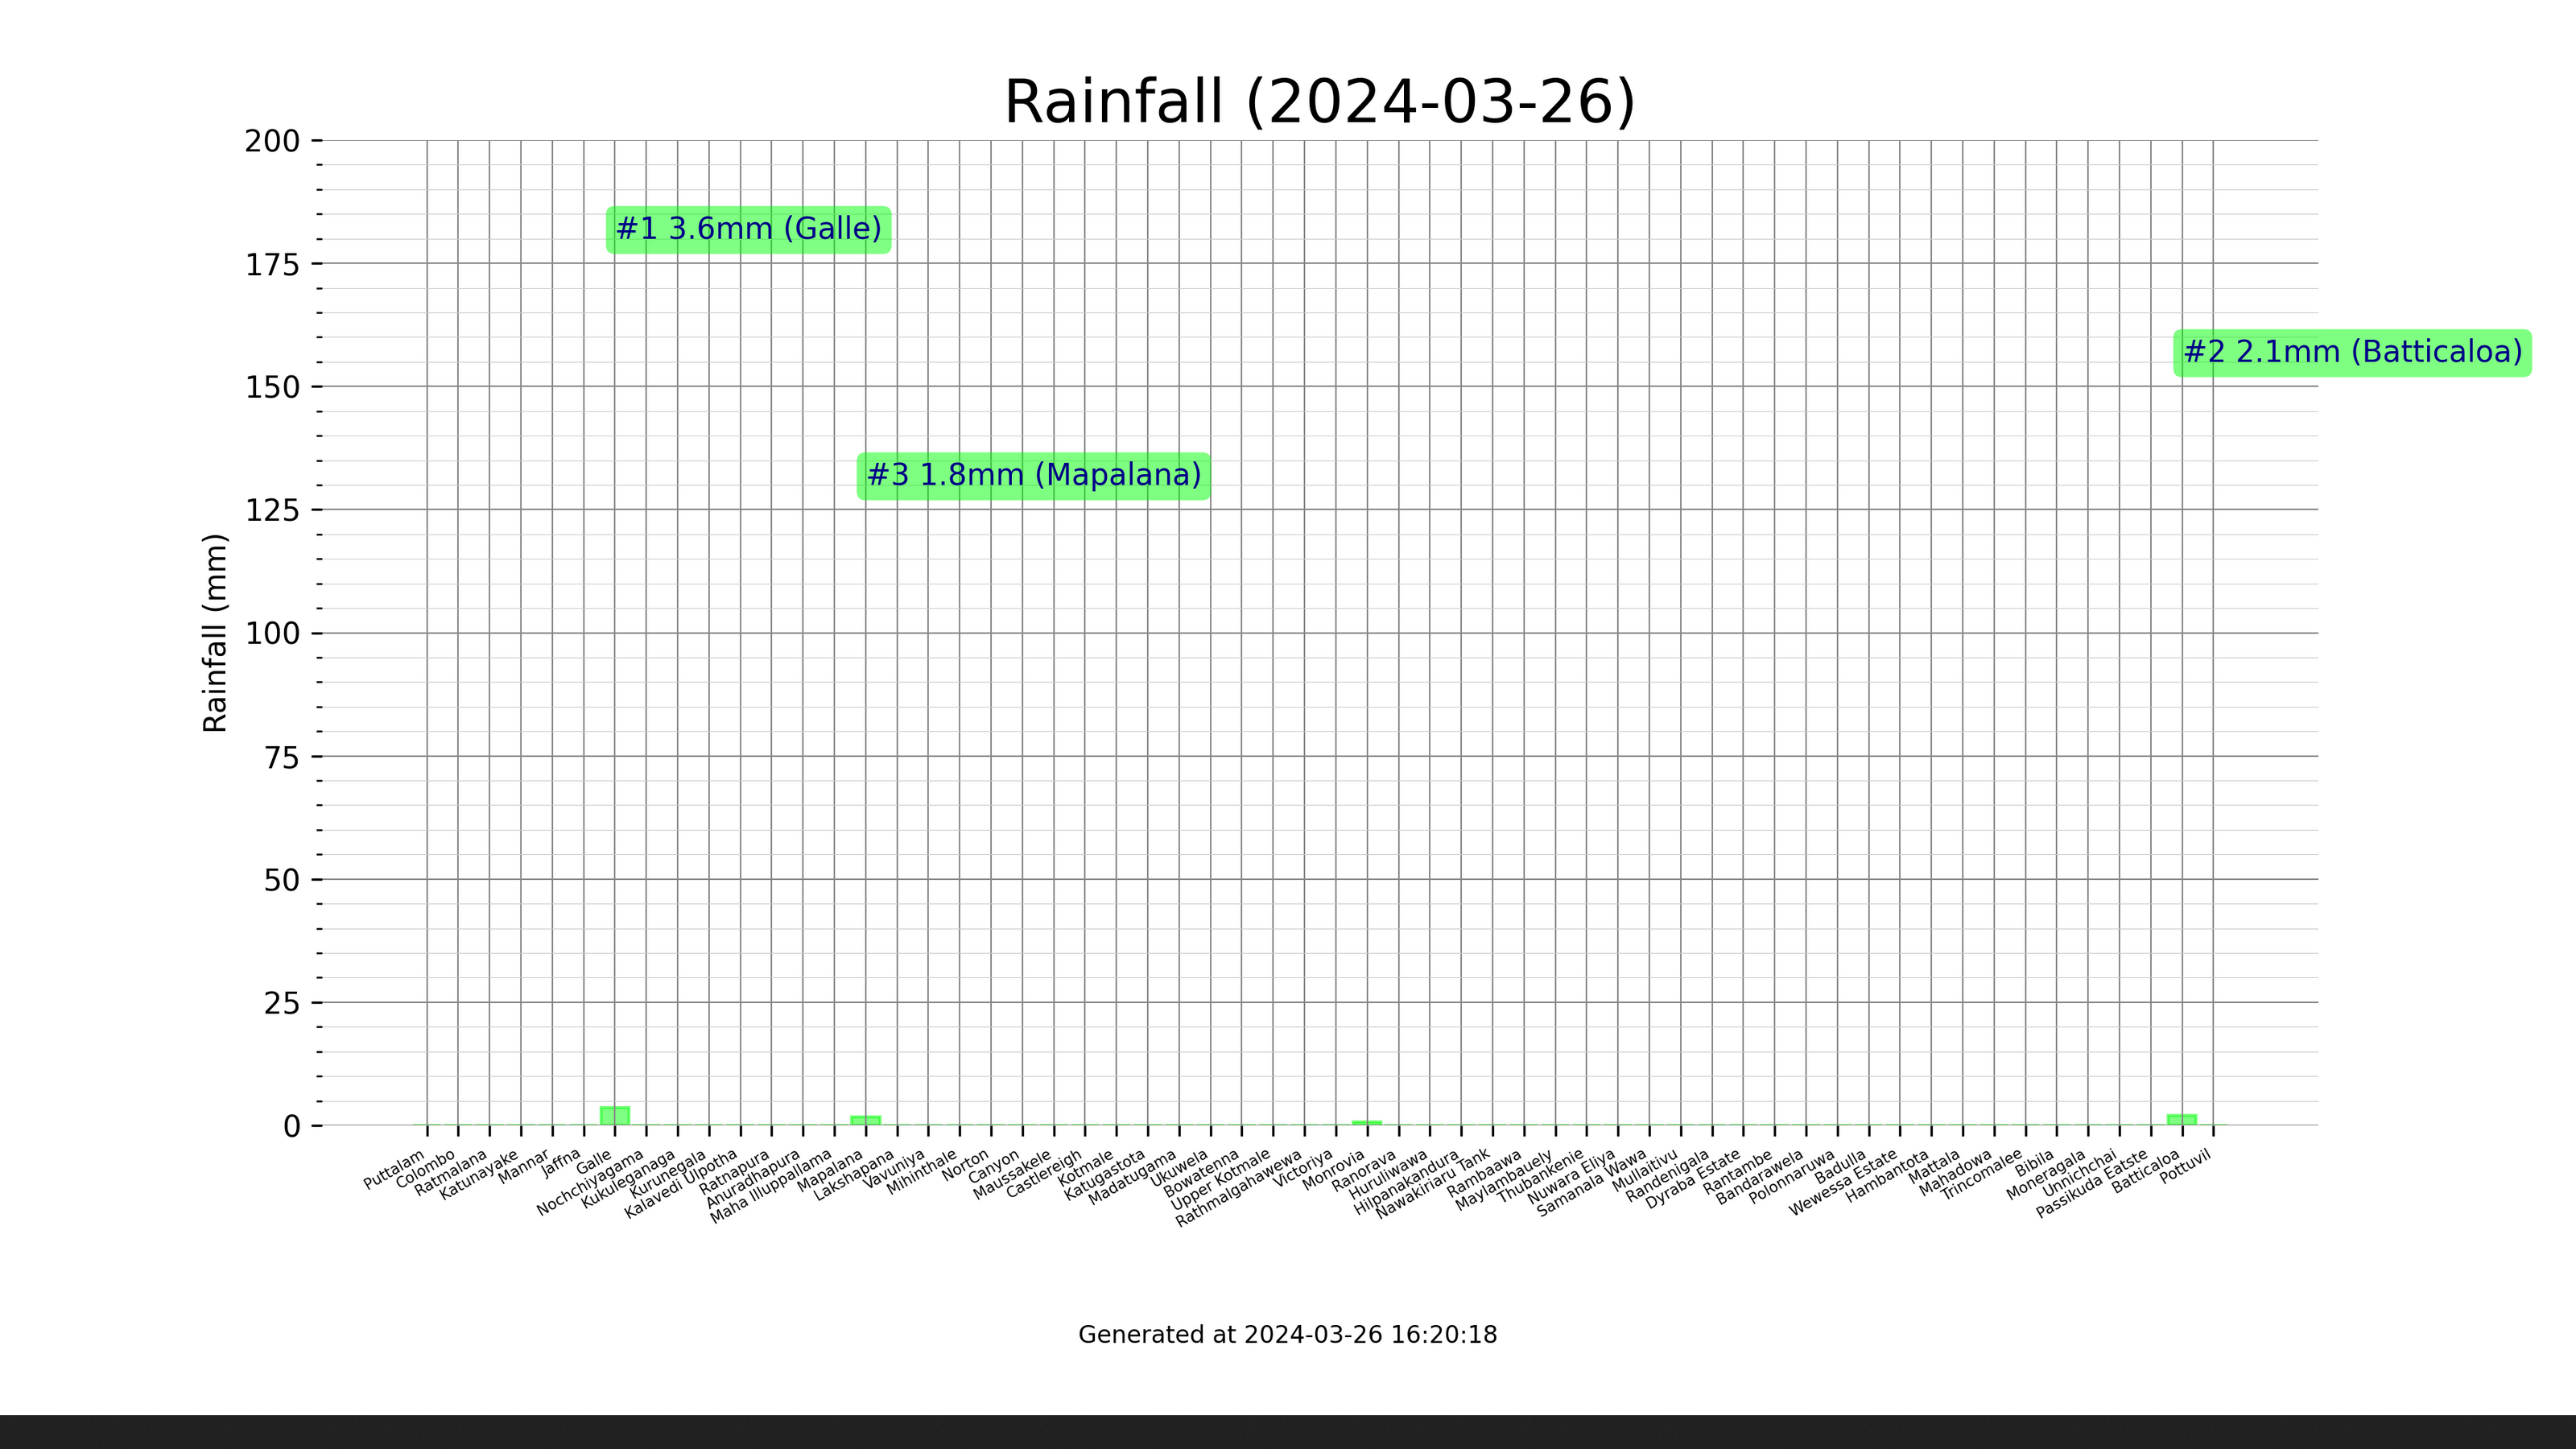 Rainfall (2024-03-26)
200
175
150
125
100
75
50
25
0
Rainfall (mm)
#1 3.6mm (Galle)
#2 2.1mm (Batticaloa)
#3 1.8mm (Mapalana)
Puttalam
Colombo
Ratmalana
Katunayake
Mannar
Jaffna
Galle
Nochchiyagama
Kukuleganaga
Kurunegala
Kalavedi Ulpotha
Ratnapura
Anuradhapura
Maha Illuppallama
Mapalana
Lakshapana
Vavuniya
Mihinthale
Norton
Canyon
Maussakele
Castlereigh
Kotmale
Katugastota
Madatugama
Ukuwela
Bowatenna
Upper Kotmale
Rathmalgahawewa
Victoriya
Monrovia
Ranorava
Huruliwawa
Hilpanakandura
Nawakiriaru Tank
Rambaawa
Maylambauely
Thubankenie
Nuwara Eliya
Samanala Wawa
Mullaitivu
Randenigala
Dyraba Estate
Rantambe
Bandarawela
Polonnaruwa
Badulla
Wewessa Estate
Hambantota
Mattala
Mahadowa
Trincomalee
Bibila
Moneragala
Unnichchai
Passikuda Eatste
Batticaloa
Pottuvil
Generated at 2024-03-26 16:20:18